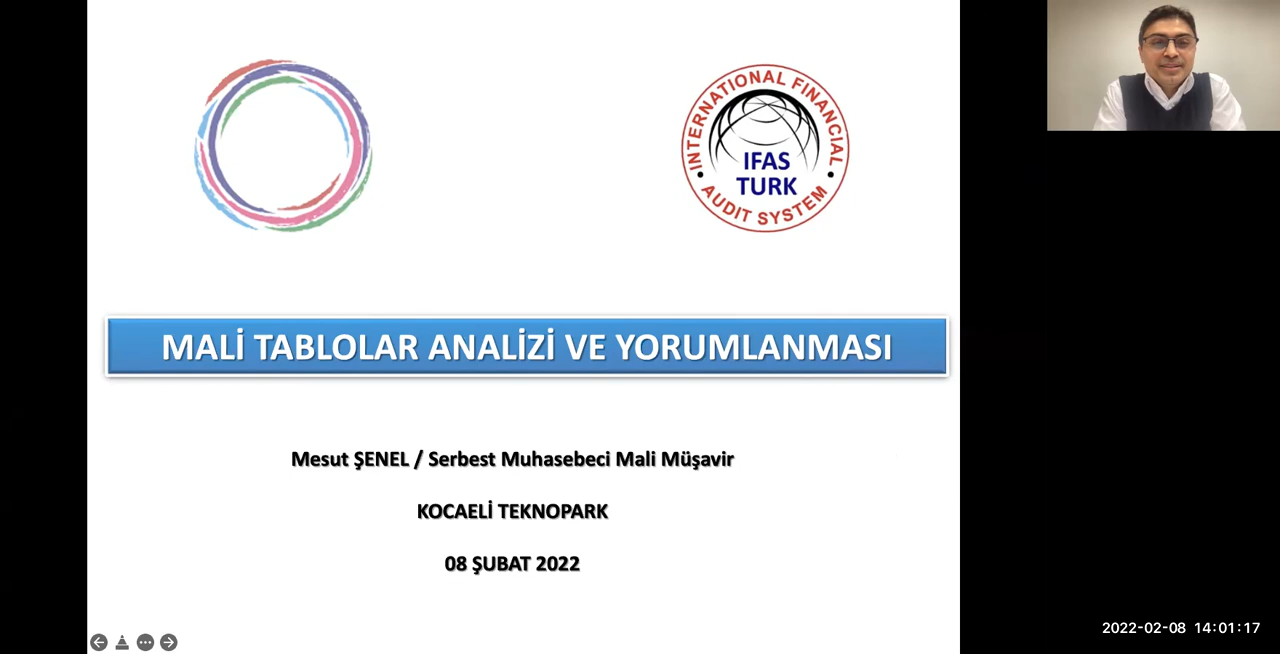 INTERNATIONAL FINANCIAL
IFAS
TURK
AUDIT SYSTEM
MALİ TABLOLAR ANALİZİ VE YORUMLANMASI
Mesut ŞENEL / Serbest Muhasebeci Mali Müşavir
KOCAELİ TEKNOPARK
08 ŞUBAT 2022
2022-02-08 14:01:17